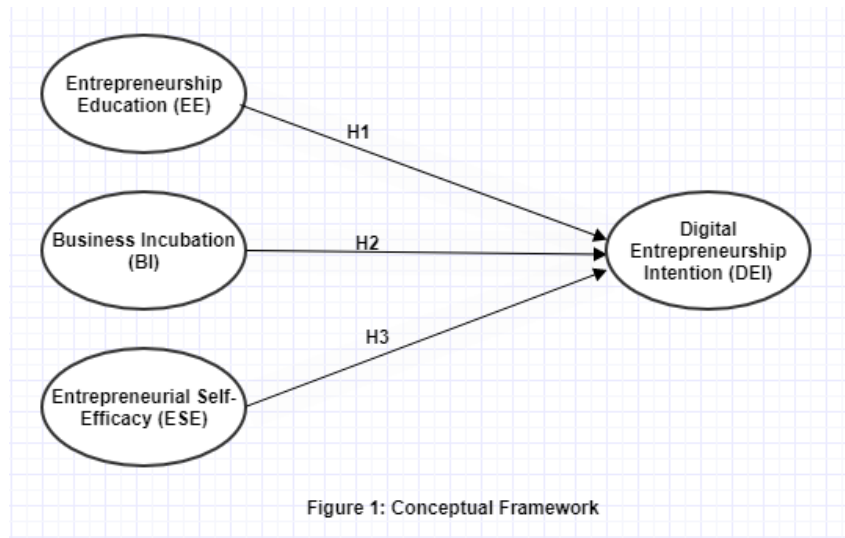 Entrepreneurship
Education (EE)
H1
Business Incubation
(BI)
H2
Digital
Entrepreneurship
Intention (DEI)
H3
Entrepreneurial Self-
Efficacy (ESE)
Figure 1: Conceptual Framework